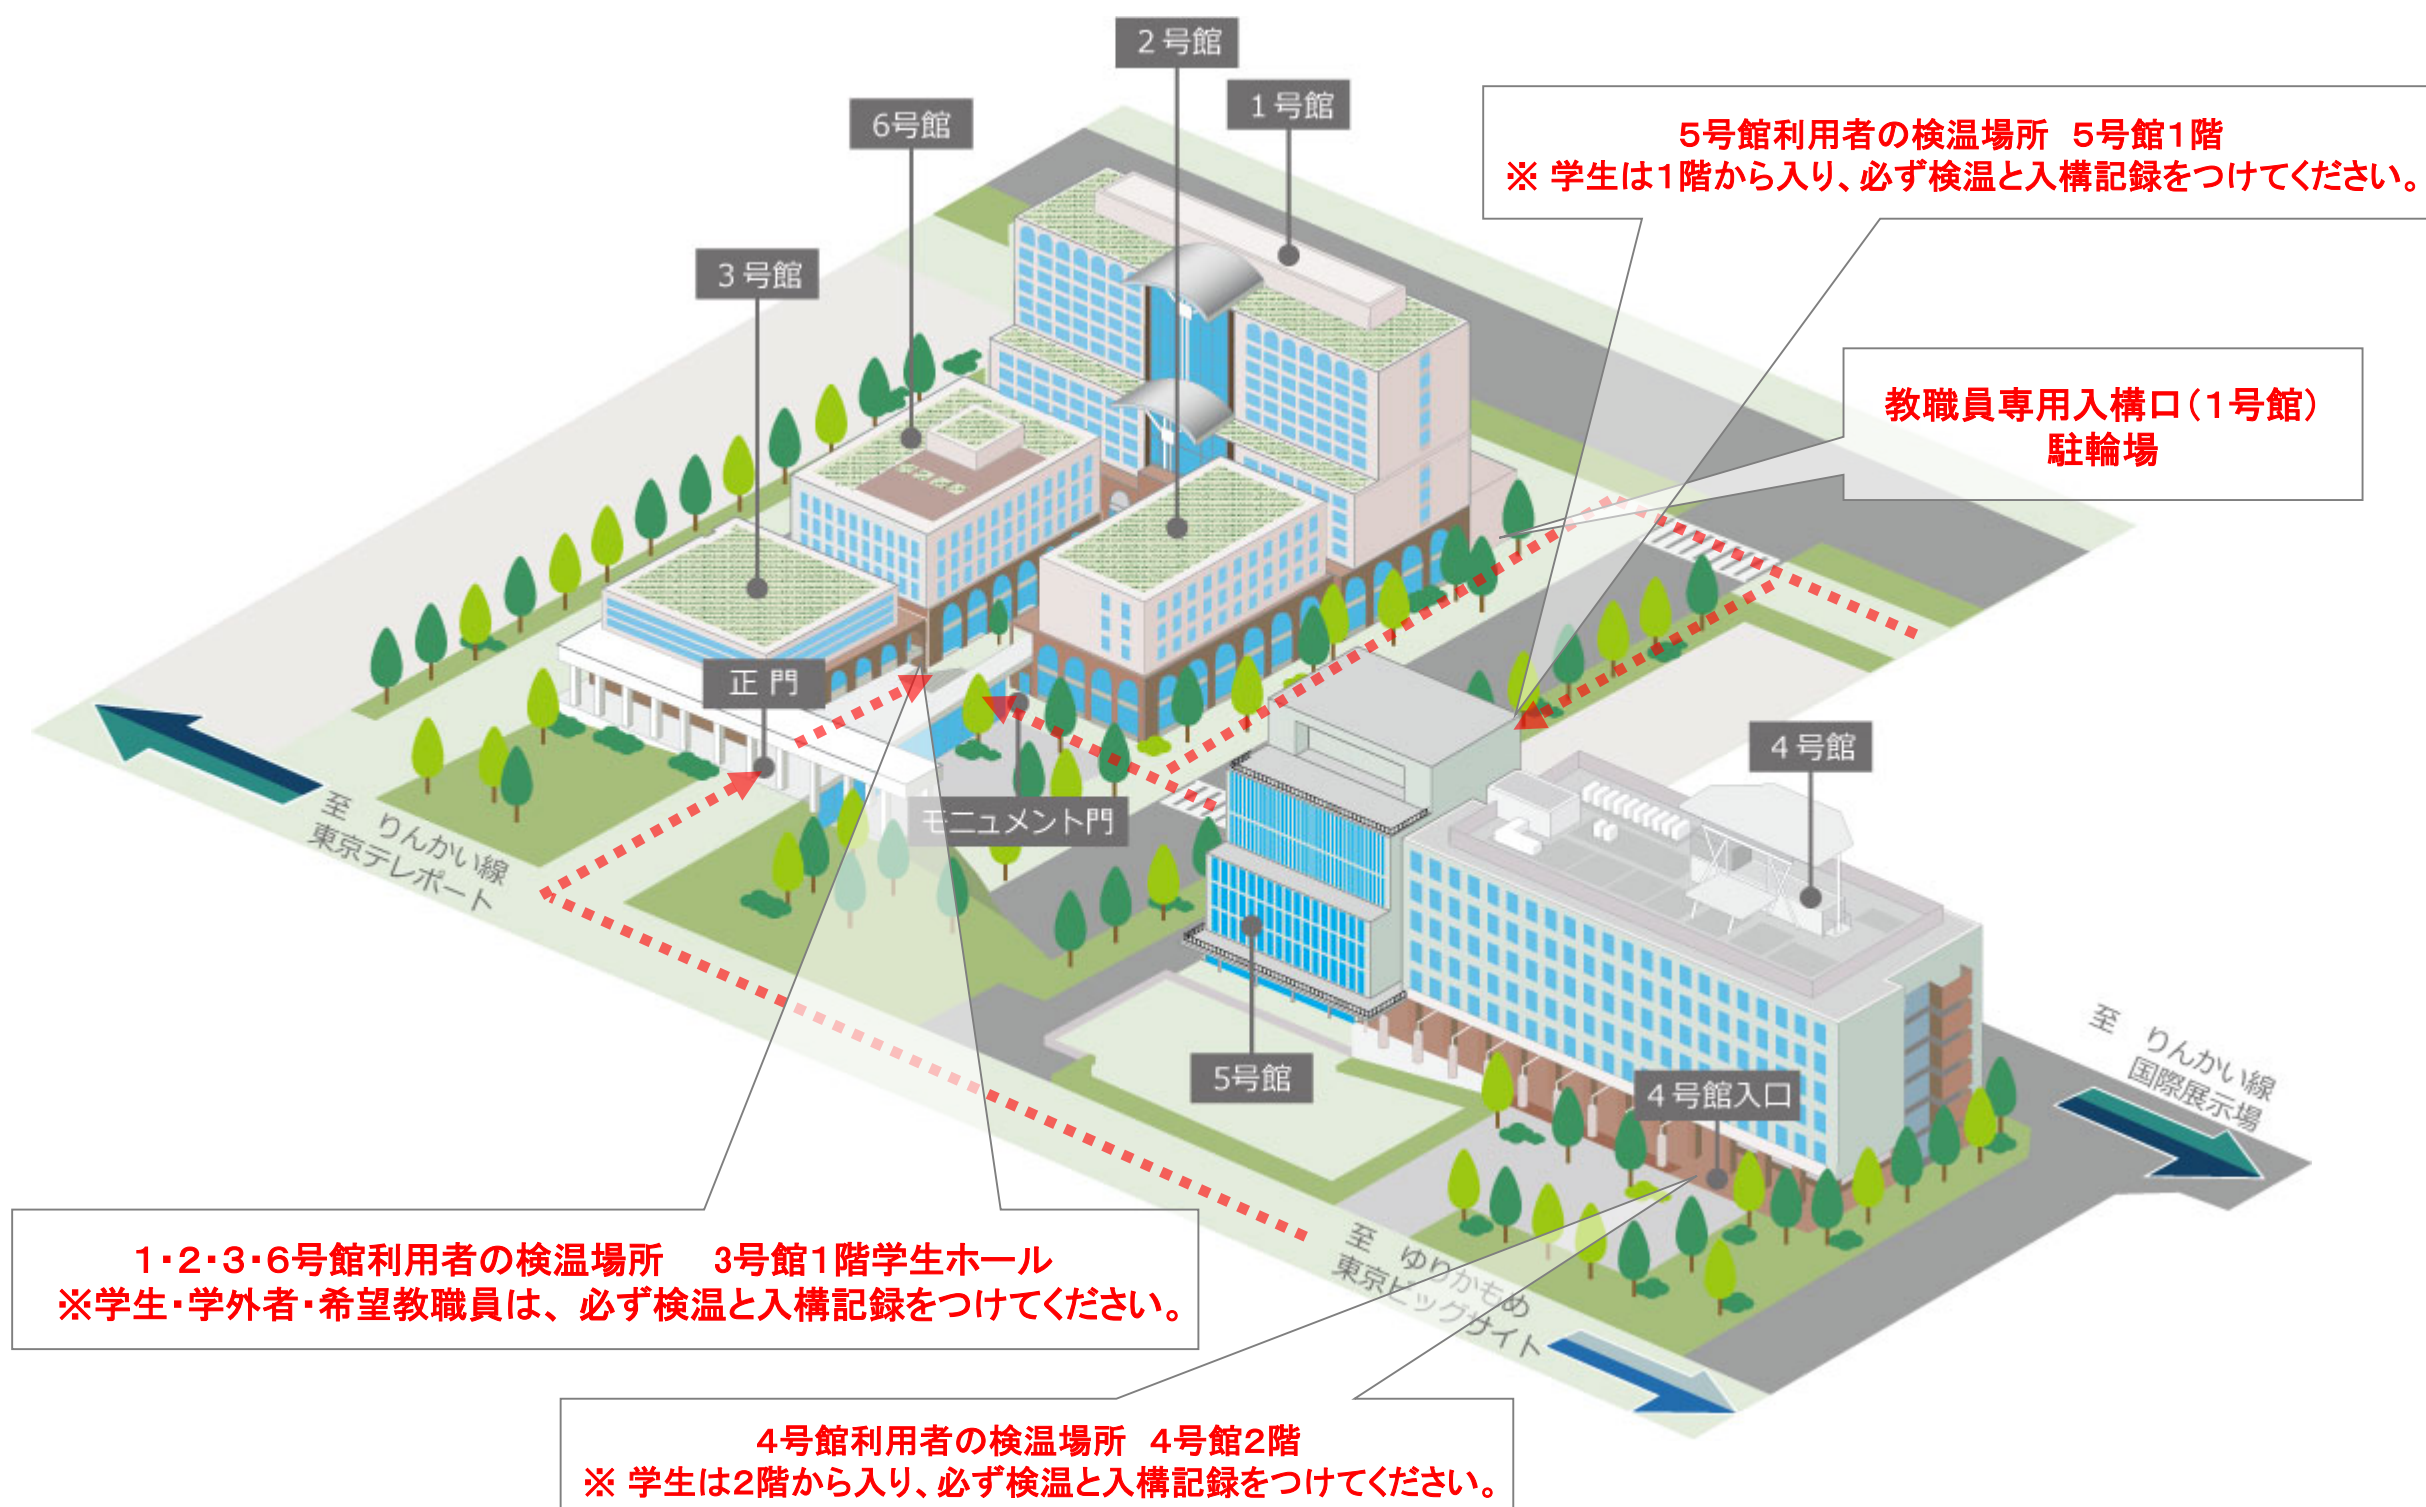 2号館
1号館
6号館
5号館利用者の検温場所　5号館1階
※ 学生は1階から入り、必ず検温と入構記録をつけてください。
3号館
教職員専用入構口（1号館）
駐輪場
正門
4号館
モニュメント門
至　りんかい線
東京テレポート
5号館
4号館入口
至　りんかい線
国際展示場
至　ゆりかもめ
東京ビッグサイト
1・2・3・6号館利用者の検温場所　3号館1階学生ホール
※学生・学外者・希望教職員は、必ず検温と入構記録をつけてください。
4号館利用者の検温場所　4号館2階
※ 学生は2階から入り、必ず検温と入構記録をつけてください。